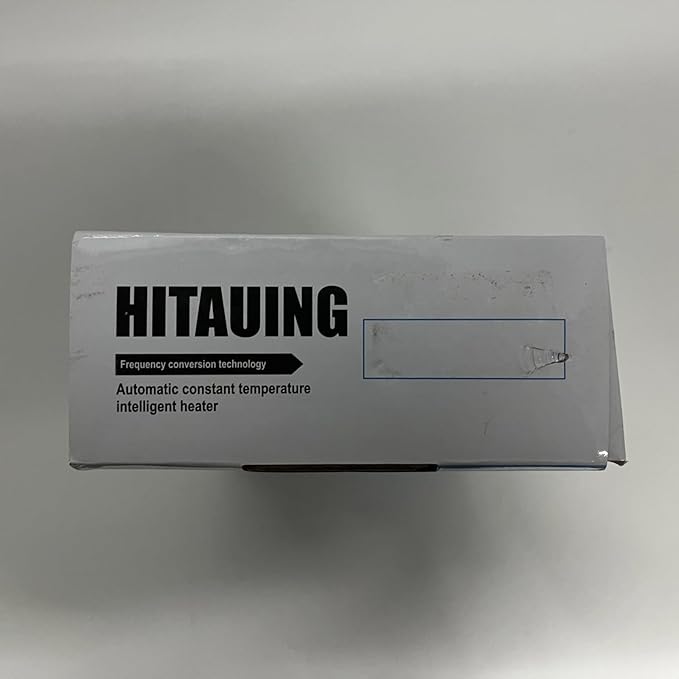 HITAUING
Frequency conversion technology
Automatic constant temperature
intelligent heater